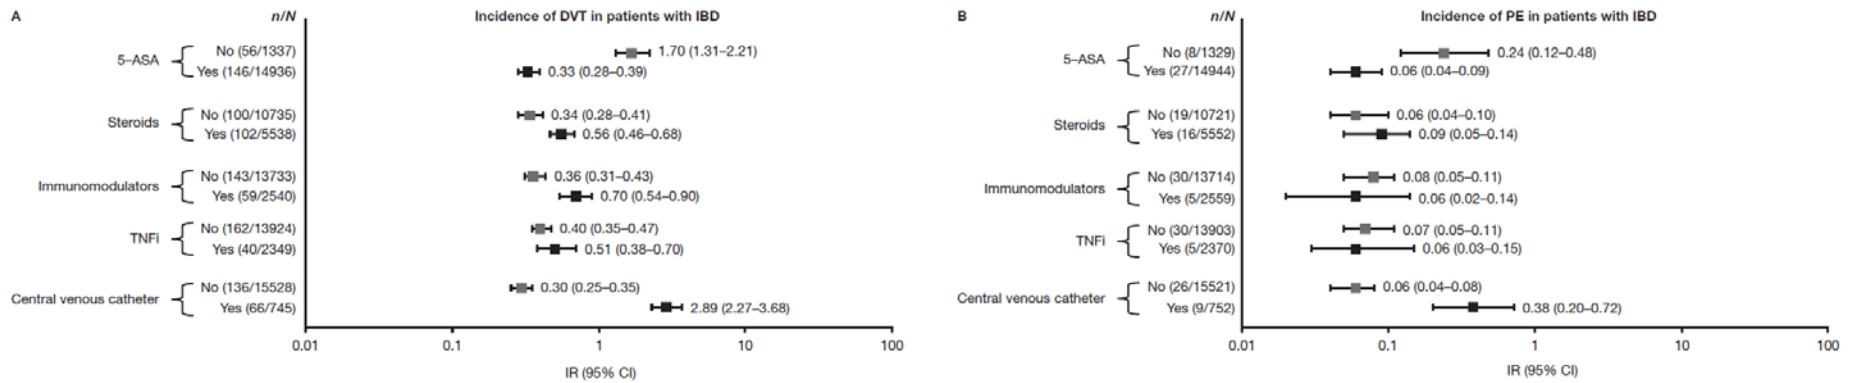 A
n/N
Incidence of DVT in patients with IBD
5–ASA
No (56/1337)
1.70 (1.31–2.21)
Yes (146/14936)
0.33 (0.28–0.39)
Steroids
No (100/10735)
0.34 (0.28–0.41)
Yes (102/5538)
0.56 (0.46–0.68)
Immunomodulators
No (143/13733)
0.36 (0.31–0.43)
Yes (59/2540)
0.70 (0.54–0.90)
TNFi
No (162/13924)
0.40 (0.35–0.47)
Yes (40/2349)
0.51 (0.38–0.70)
Central venous catheter
No (136/15528)
0.30 (0.25–0.35)
Yes (66/745)
2.89 (2.27–3.68)
0.01 0.1 1 10 100
IR (95% CI)
B
n/N
Incidence of PE in patients with IBD
5–ASA
No (8/1329)
0.24 (0.12–0.48)
Yes (27/14944)
0.06 (0.04–0.09)
Steroids
No (19/10721)
0.06 (0.04–0.10)
Yes (16/5552)
0.09 (0.05–0.14)
Immunomodulators
No (30/13714)
0.08 (0.05–0.11)
Yes (5/2559)
0.06 (0.02–0.14)
TNFi
No (30/13903)
0.07 (0.05–0.11)
Yes (5/2370)
0.06 (0.03–0.15)
Central venous catheter
No (26/15521)
0.06 (0.04–0.08)
Yes (9/752)
0.38 (0.20–0.72)
0.01 0.1 1 10 100
IR (95% CI)